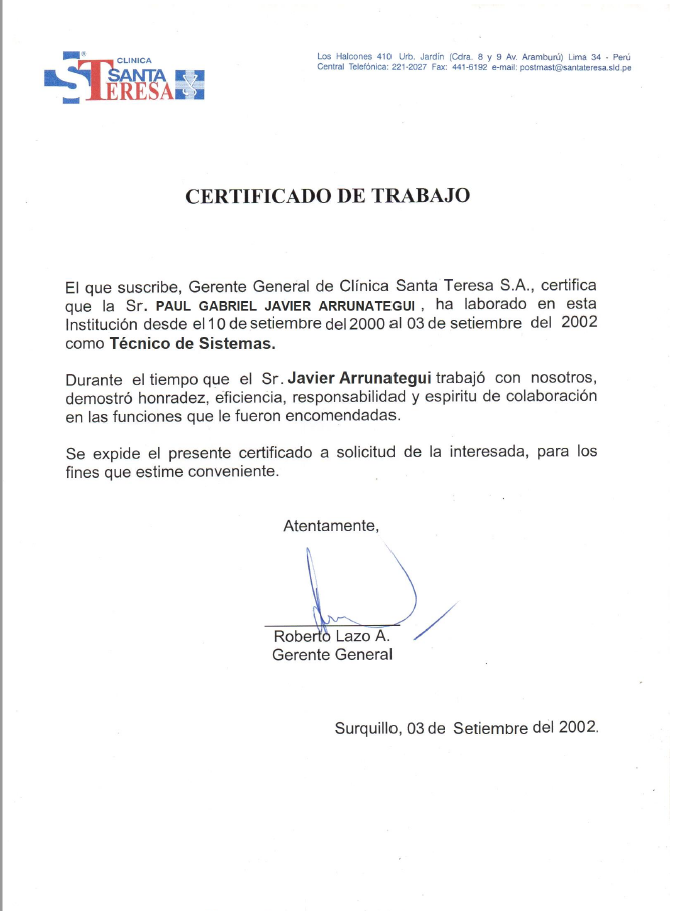 CLINICA
SANTA
TERESA
Los Halcones 410 Urb. Jardín (Cdra. 8 y 9 Av. Aramburú) Lima 34 - Perú
Central Telefónica: 221-2027 Fax: 441-6192 e-mail: postmast@santateresa.sld.pe
CERTIFICADO DE TRABAJO
El que suscribe, Gerente General de Clínica Santa Teresa S.A., certifica
que la Sr. PAUL GABRIEL JAVIER ARRUNATEGUI , ha laborado en esta
Institución desde el 10 de setiembre del 2000 al 03 de setiembre del 2002
como Técnico de Sistemas.
Durante el tiempo que el Sr. Javier Arrunategui trabajó con nosotros,
demostró honradez, eficiencia, responsabilidad y espiritu de colaboración
en las funciones que le fueron encomendadas.
Se expide el presente certificado a solicitud de la interesada, para los
fines que estime conveniente.
Atentamente,
Roberto Lazo A.
Gerente General
Surquillo, 03 de Setiembre del 2002.